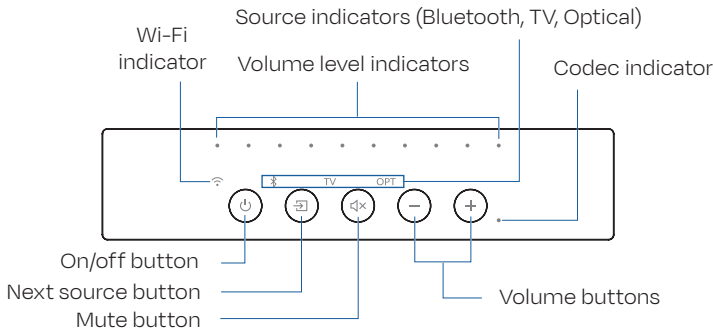 Source indicators (Bluetooth, TV, Optical)
Wi-Fi
indicator
Volume level indicators
Codec indicator
TV
OPT
On/off button
Next source button
Mute button
Volume buttons